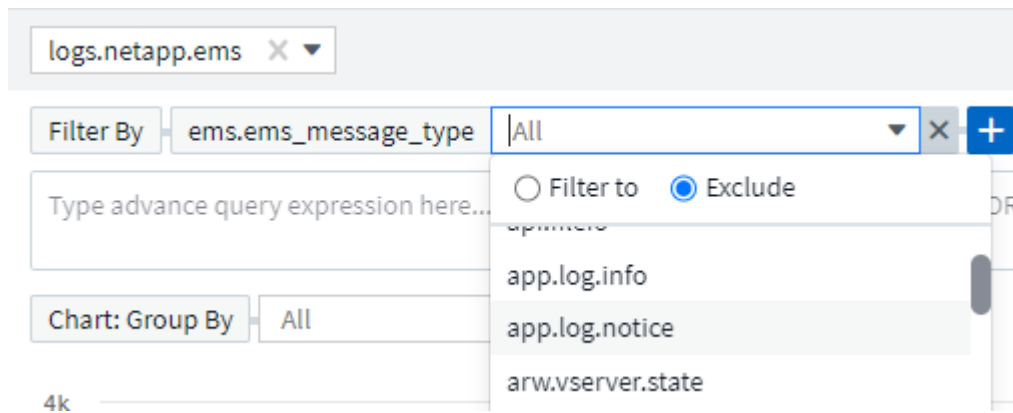 logs.netapp.ems
Filter By ems.ems_message_type All
Filter to Exclude
Type advance query expression here...
app.log.info
Chart: Group By All
app.log.notice
arw.vserver.state
4k